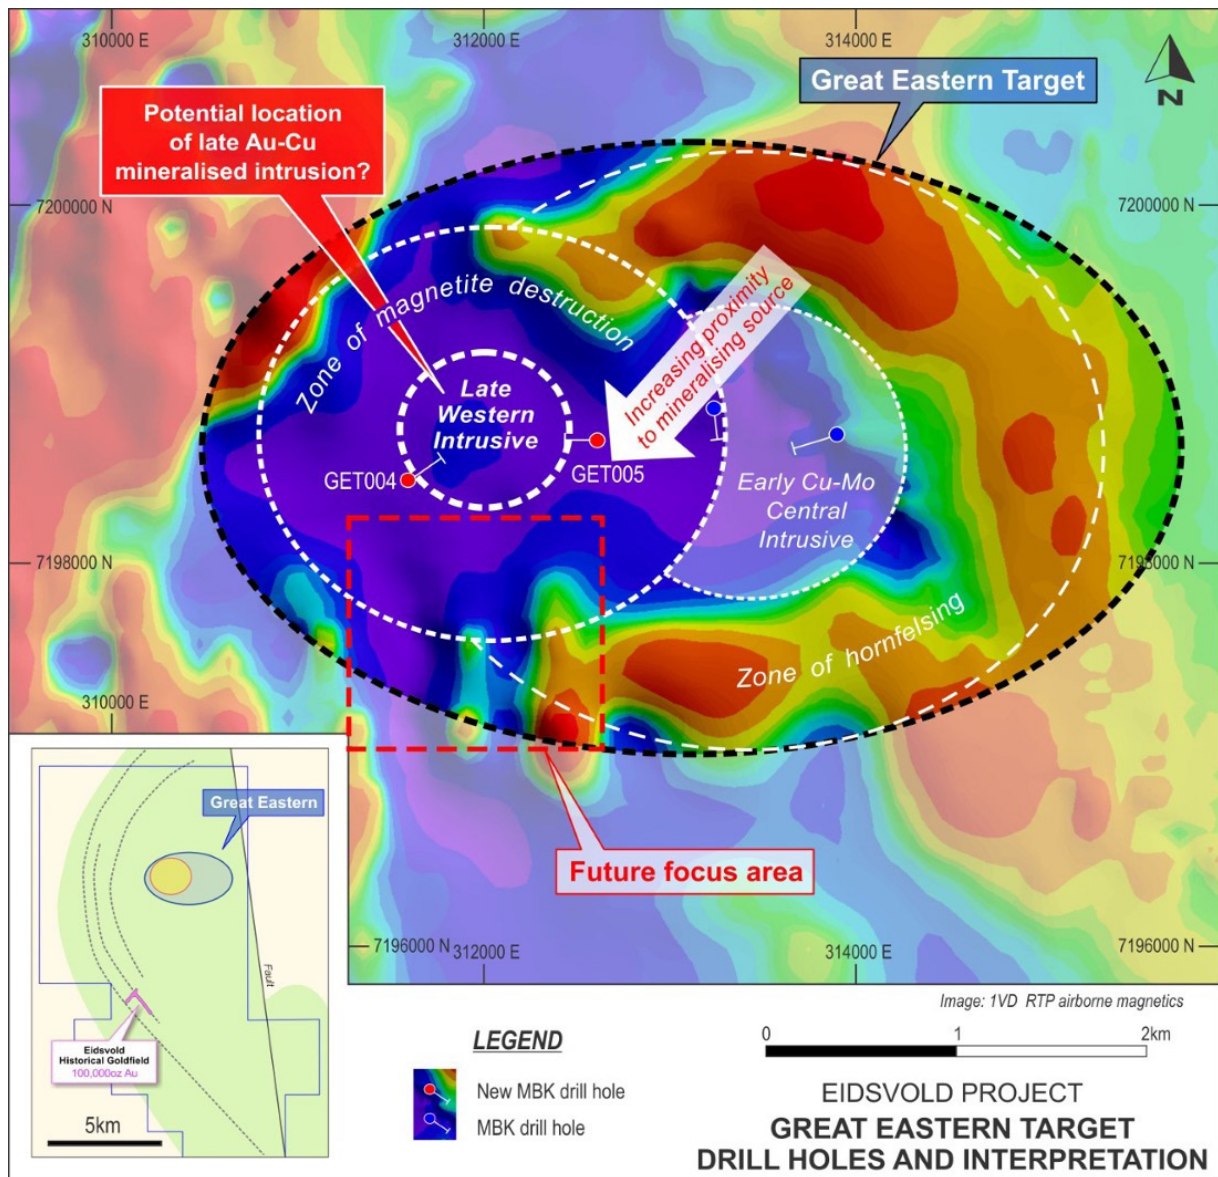 310000 E
312000 E
314000 E
Great Eastern Target
N
Potential location
of late Au-Cu
mineralised intrusion?
7200000 N
7200000 N
Zone of magnetite destruction
Increasing proximity
to mineralising source
Late
Western
Intrusive
GET004
GET005
Early Cu-Mo
Central
Intrusive
7198000 N
7198000 N
Zone of hornfelsing
310000 E
Future focus area
7196000 N
312000 E
314000 E
7196000 N
Great Eastern
Fault
Eidsvold
Historical Goldfield
100,000oz Au
5km
Image: 1VD RTP airborne magnetics
LEGEND
New MBK drill hole
MBK drill hole
0
1
2km
EIDSVOLD PROJECT
GREAT EASTERN TARGET
DRILL HOLES AND INTERPRETATION